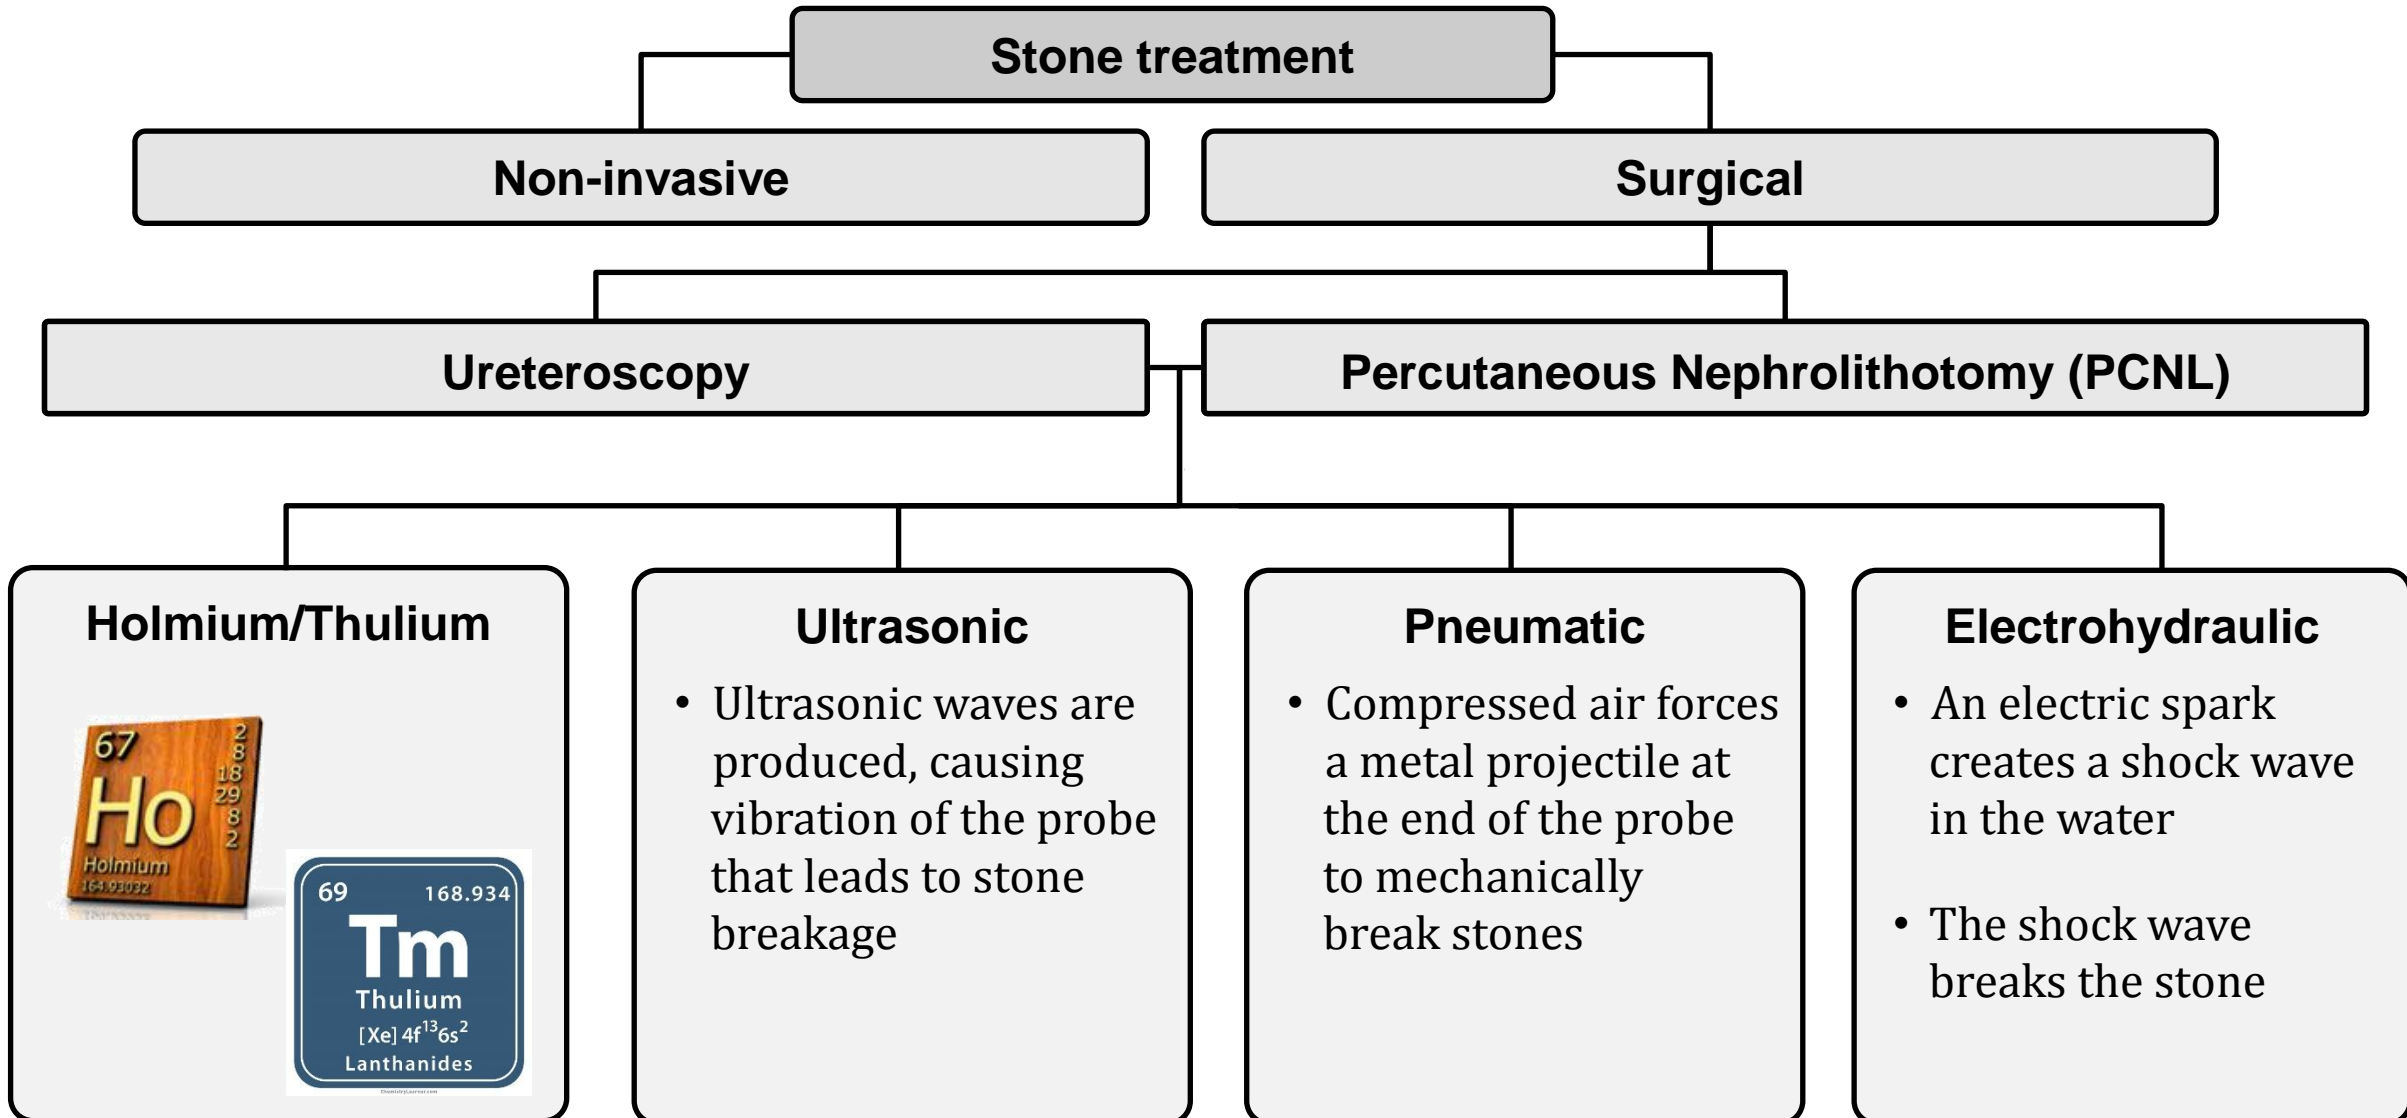 Stone treatment
Non-invasive
Surgical
Ureteroscopy
Percutaneous Nephrolithotomy (PCNL)
Holmium/Thulium
67
2
8
18
29
8
2
Ho
Holmium
164.93032
69
168.934
Tm
Thulium
[Xe] 4f¹³6s²
Lanthanides
Ultrasonic
• Ultrasonic waves are
produced, causing
vibration of the probe
that leads to stone
breakage
Pneumatic
• Compressed air forces
a metal projectile at
the end of the probe
to mechanically
break stones
Electrohydraulic
• An electric spark
creates a shock wave
in the water
• The shock wave
breaks the stone